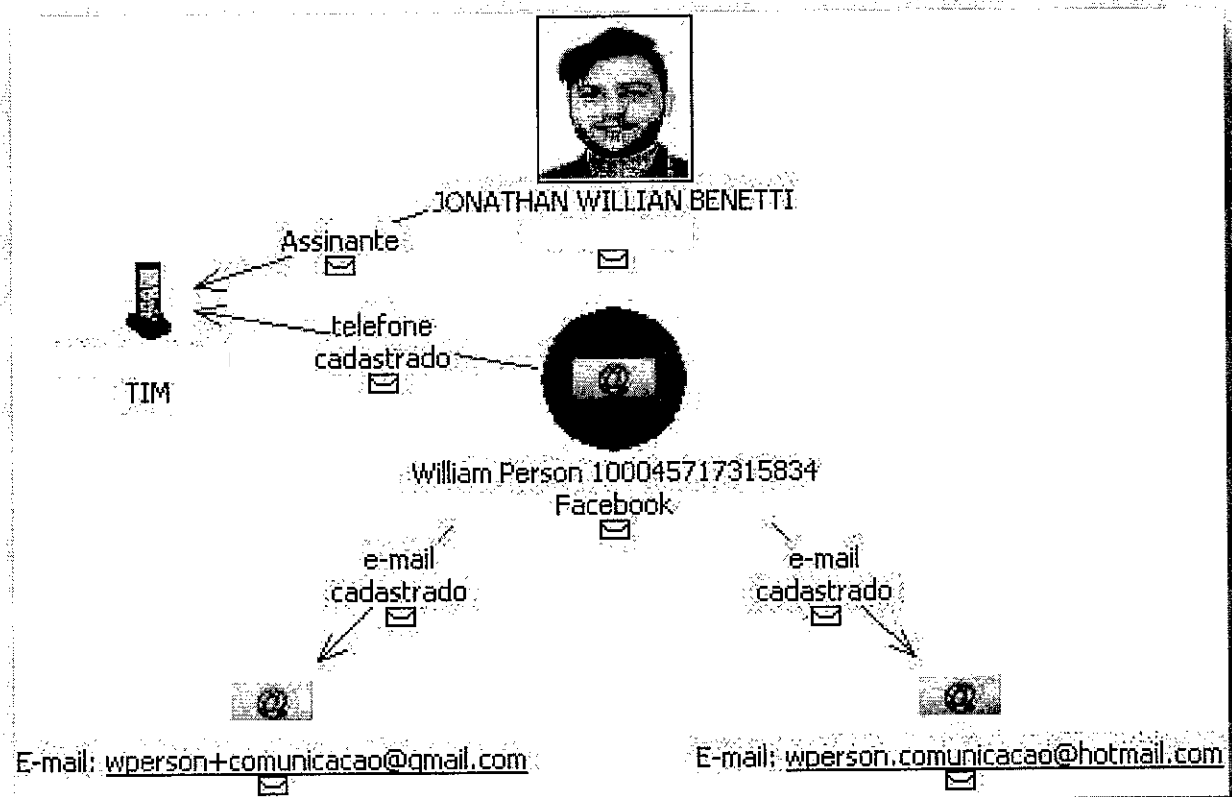 JONATHAN WILLIAN BENETTI
Assinante
telefone
cadastrado
TIM
William Person 100045717315834
Facebook
e-mail
cadastrado
e-mail
cadastrado
E-mail: wperson+comunicacao@gmail.com
E-mail: wperson.comunicacao@hotmail.com